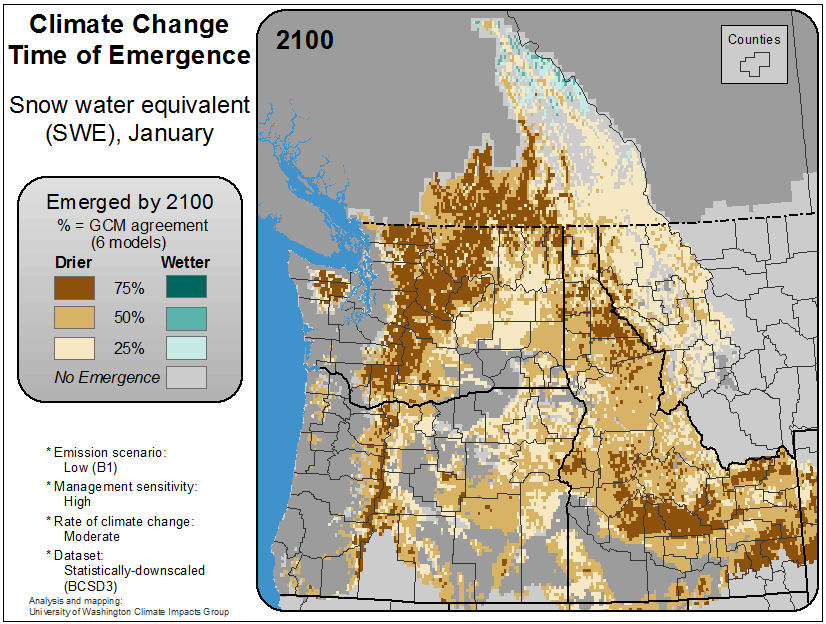 Climate Change
Time of Emergence
Snow water equivalent
(SWE), January
Emerged by 2100
% = GCM agreement
(6 models)
Drier Wetter
75%
50%
25%
No Emergence
* Emission scenario:
Low (B1)
* Management sensitivity:
High
* Rate of climate change:
Moderate
* Dataset:
Statistically-downscaled
(BCSD3)
Analysis and mapping:
University of Washington Climate Impacts Group
2100
Counties